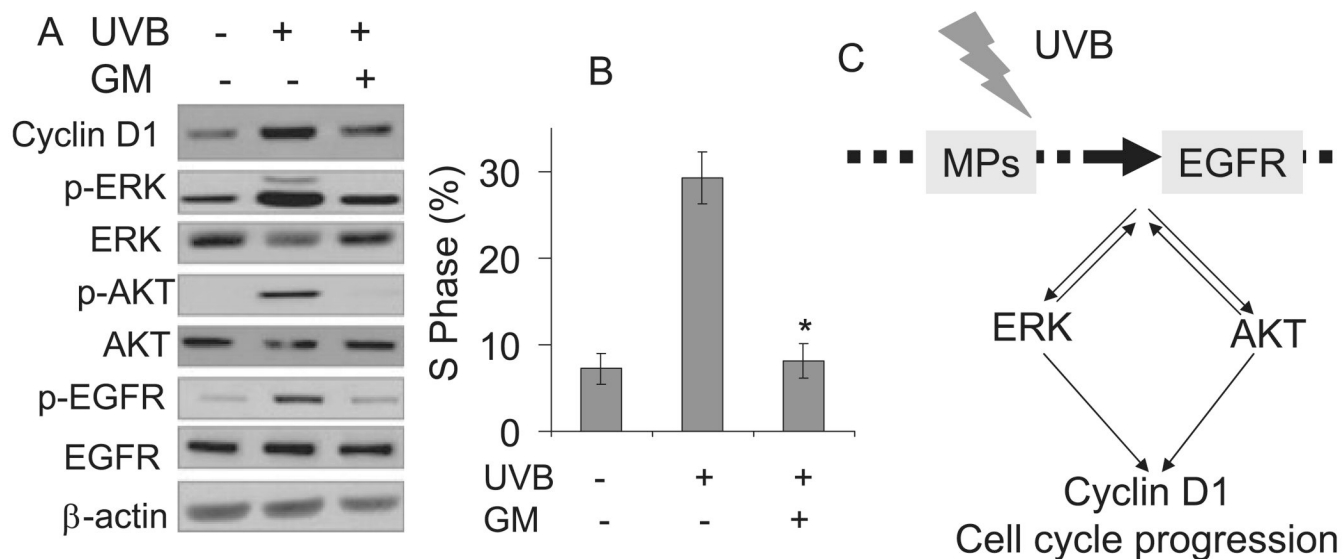 A UVB - + +
GM - - +
Cyclin D1
p-ERK
ERK
p-AKT
AKT
p-EGFR
EGFR
β-actin
B
S Phase (%)
30
20
10
0
*
UVB - + +
GM - - +
C
UVB
MPs
EGFR
ERK
AKT
Cyclin D1
Cell cycle progression